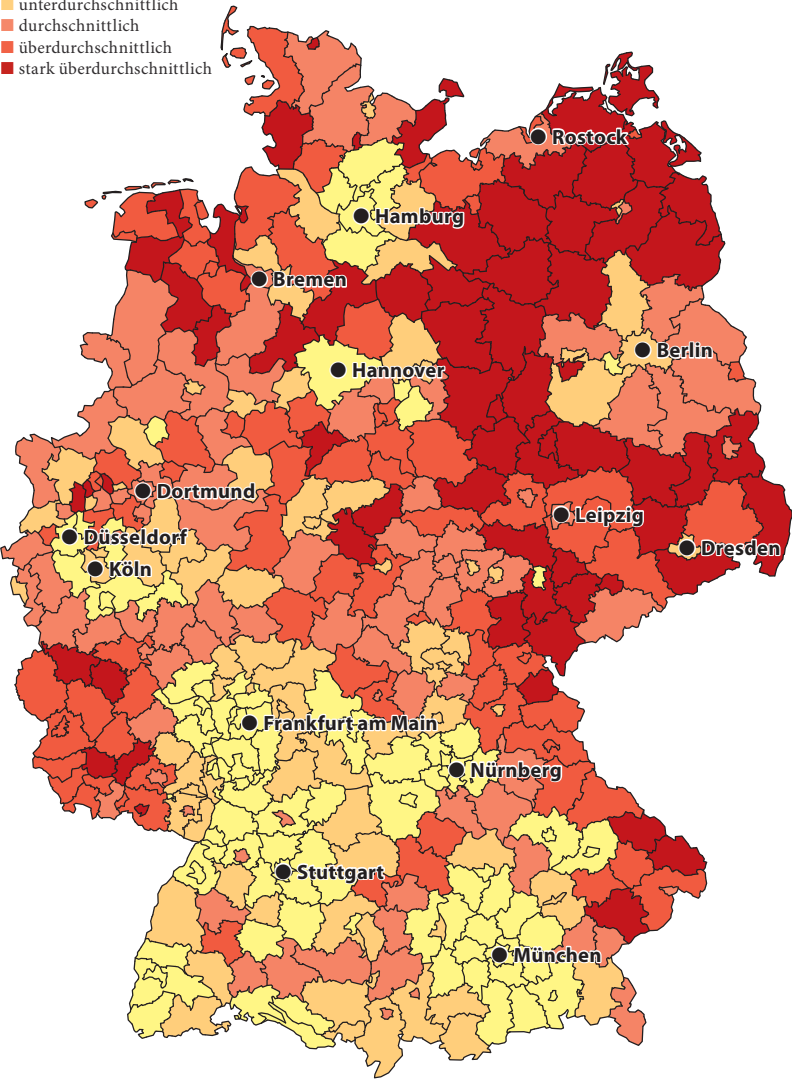 unterdurchschnittlich
durchschnittlich
überdurchschnittlich
stark überdurchschnittlich
Rostock
Hamburg
Bremen
Berlin
Hannover
Dortmund
Leipzig
Düsseldorf
Dresden
Köln
Frankfurt am Main
Nürnberg
Stuttgart
München